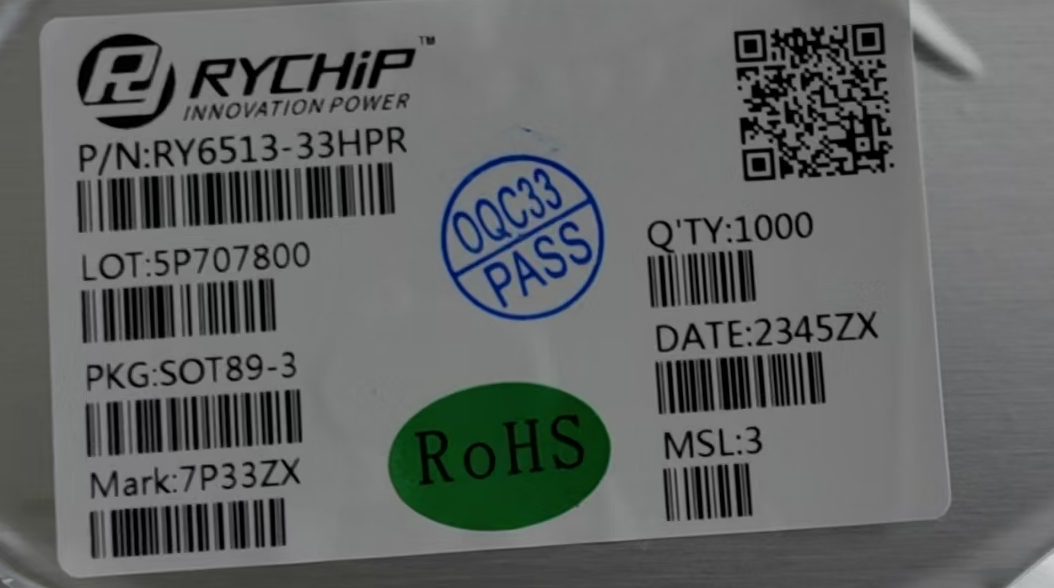 RYCHiP™
INNOVATION POWER
P/N:RY6513-33HPR
LOT:5P707800
PKG:SOT89-3
Mark:7P33ZX
OQC33
PASS
RoHS
Q'TY:1000
DATE:2345ZX
MSL:3